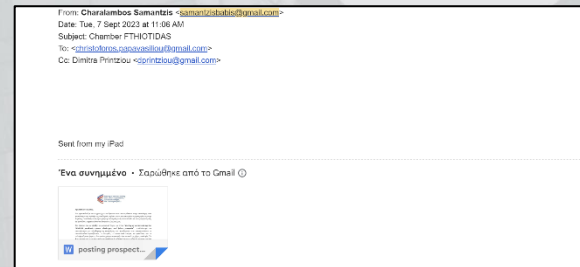 From: Charalambos Samantzis <samantzisbabis@gmail.com>
Date: Tue, 7 Sept 2023 at 11:06 AM
Subject: Chamber FTHIOTIDAS
To: <christoforos.papavasiliou@gmail.com>
Cc: Dimitra Printziou <dprintziou@gmail.com>
Sent from my iPad
Ένα συνημμένο • Σαρώθηκε από το Gmail
W posting prospect...